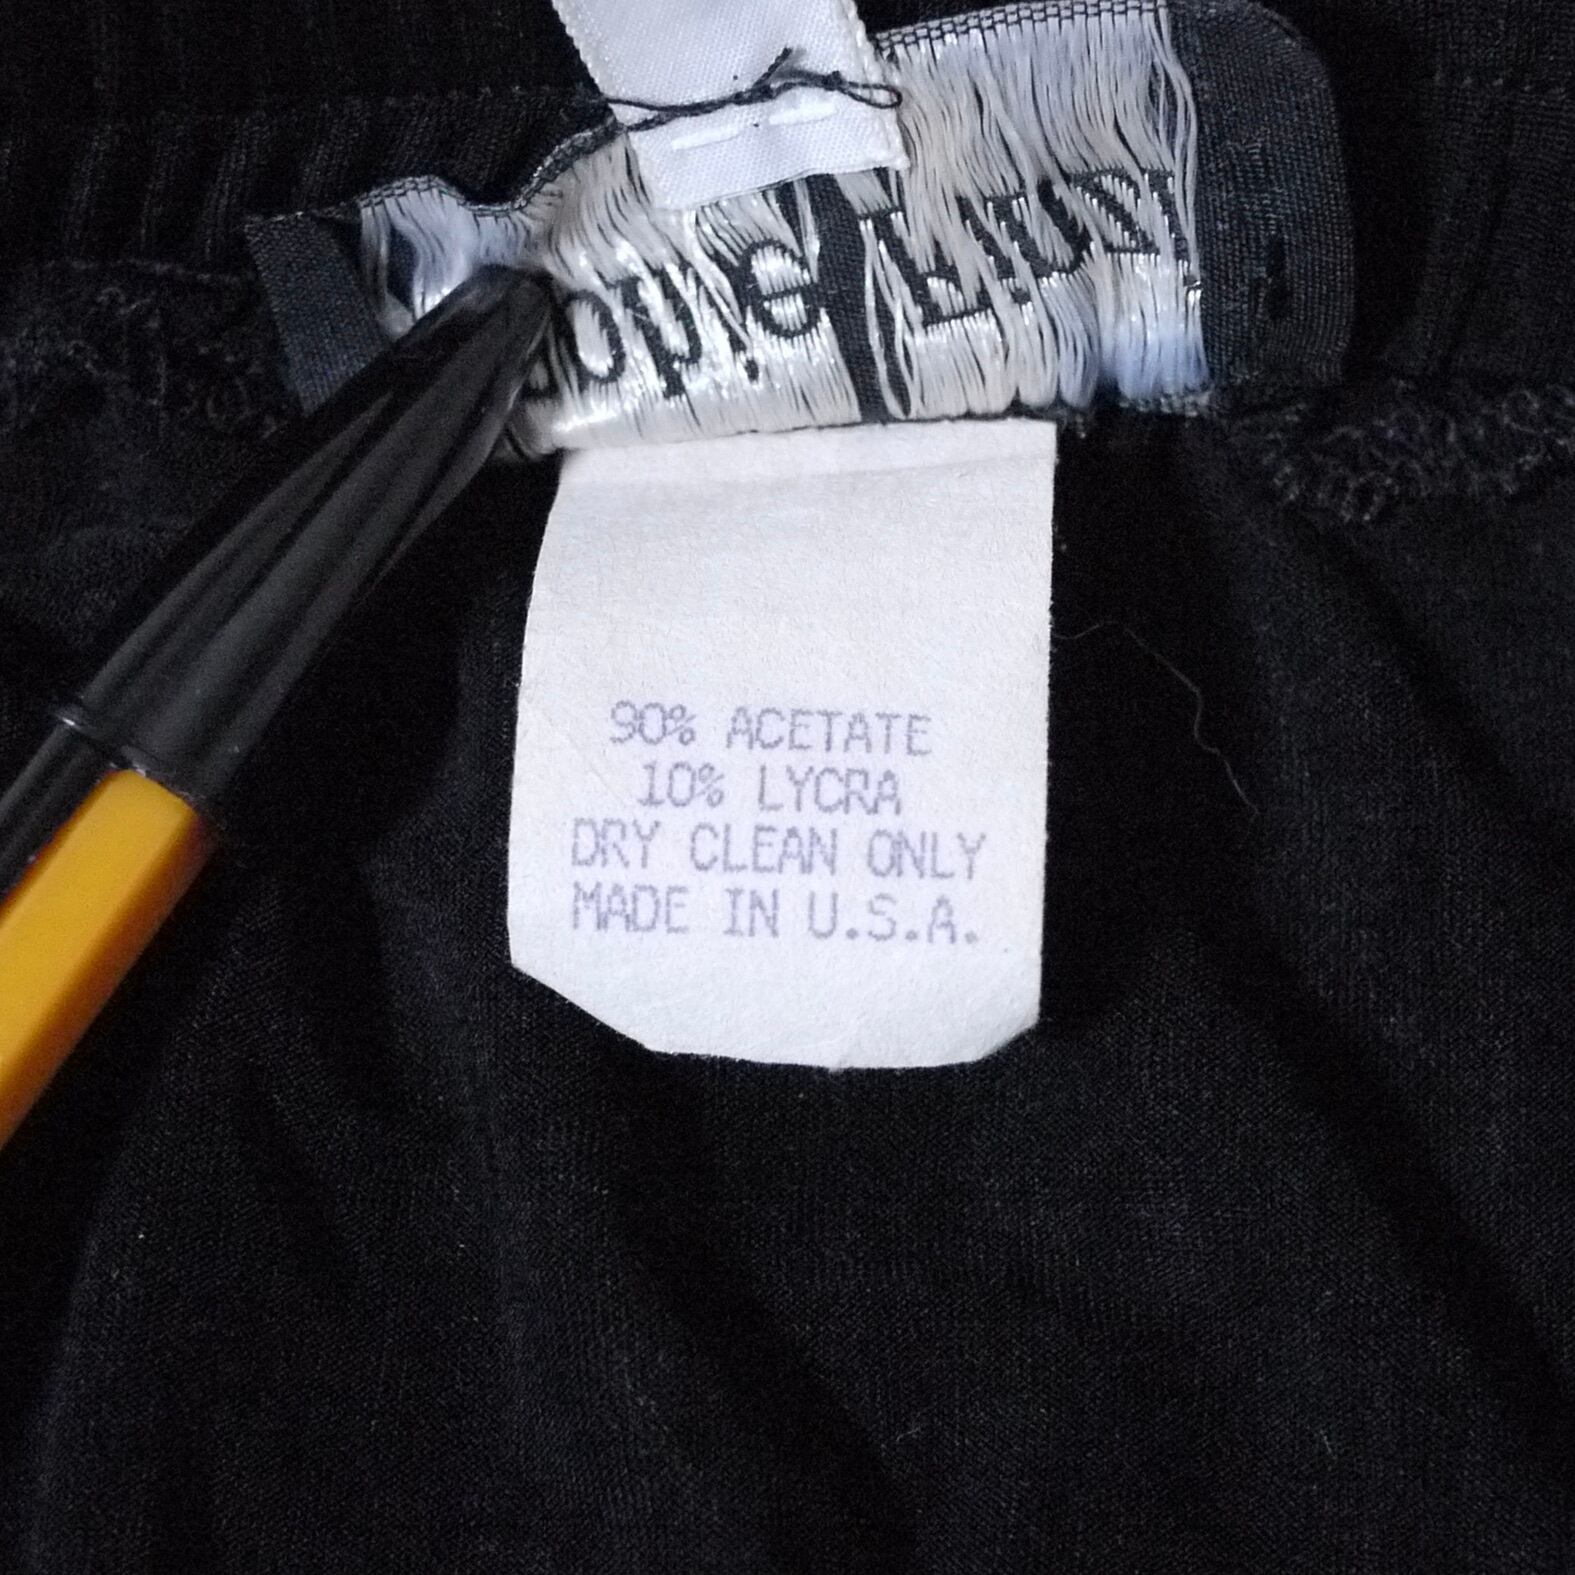 90% ACETATE
10% LYCRA
DRY CLEAN ONLY
MADE IN U.S.A.